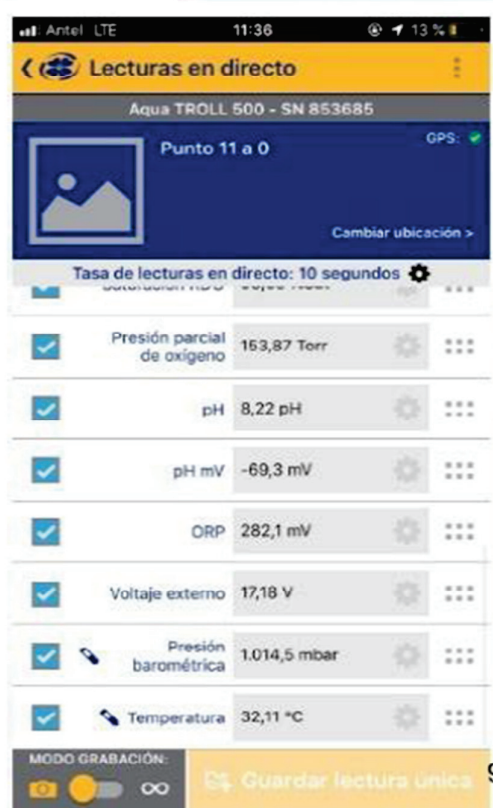 Antel LTE 11:36 13 %
Lecturas en directo
Aqua TROLL 500 - SN 853685
Punto 11 a 0
GPS:
Cambiar ubicación >
Tasa de lecturas en directo: 10 segundos
Presión parcial de oxígeno 153,87 Torr
pH 8,22 pH
pH mV -69,3 mV
ORP 282,1 mV
Voltaje externo 17,18 V
Presión barométrica 1.014,5 mbar
Temperatura 32,11 °C
MODO GRABACIÓN:
Guardar lectura única
9